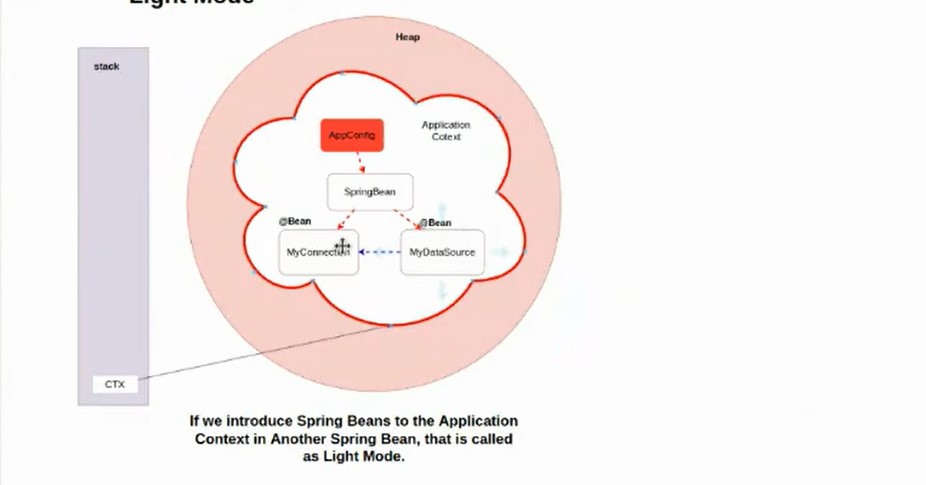 Light Mode
Heap
stack
AppConfig
Application
Cotext
SpringBean
@Bean
@Bean
MyConnection
MyDataSource
CTX
If we introduce Spring Beans to the Application
Context in Another Spring Bean, that is called
as Light Mode.